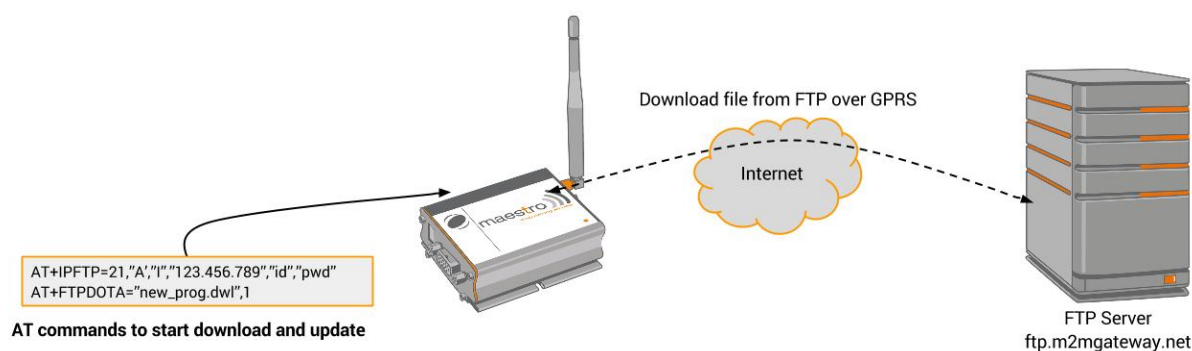 Download file from FTP over GPRS
Internet
maestro
AT+IPFTP=21,"A',"I","123.456.789","id","pwd"
AT+FTPDOTA="new_prog.dwl",1
AT commands to start download and update
FTP Server
ftp.m2mgateway.net